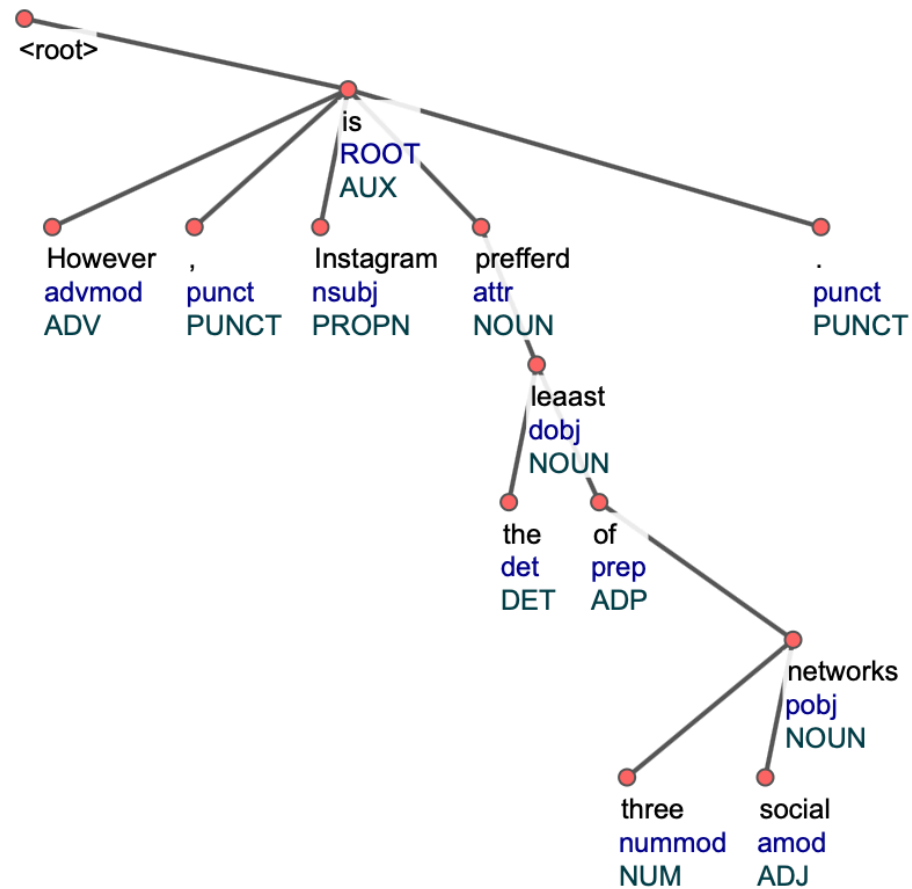 <root>
is
ROOT
AUX
However , Instagram prefferd .
advmod punct nsubj attr punct
ADV PUNCT PROPN NOUN PUNCT
leaast
dobj
NOUN
the of
det prep
DET ADP
networks
pobj
NOUN
three social
nummod amod
NUM ADJ